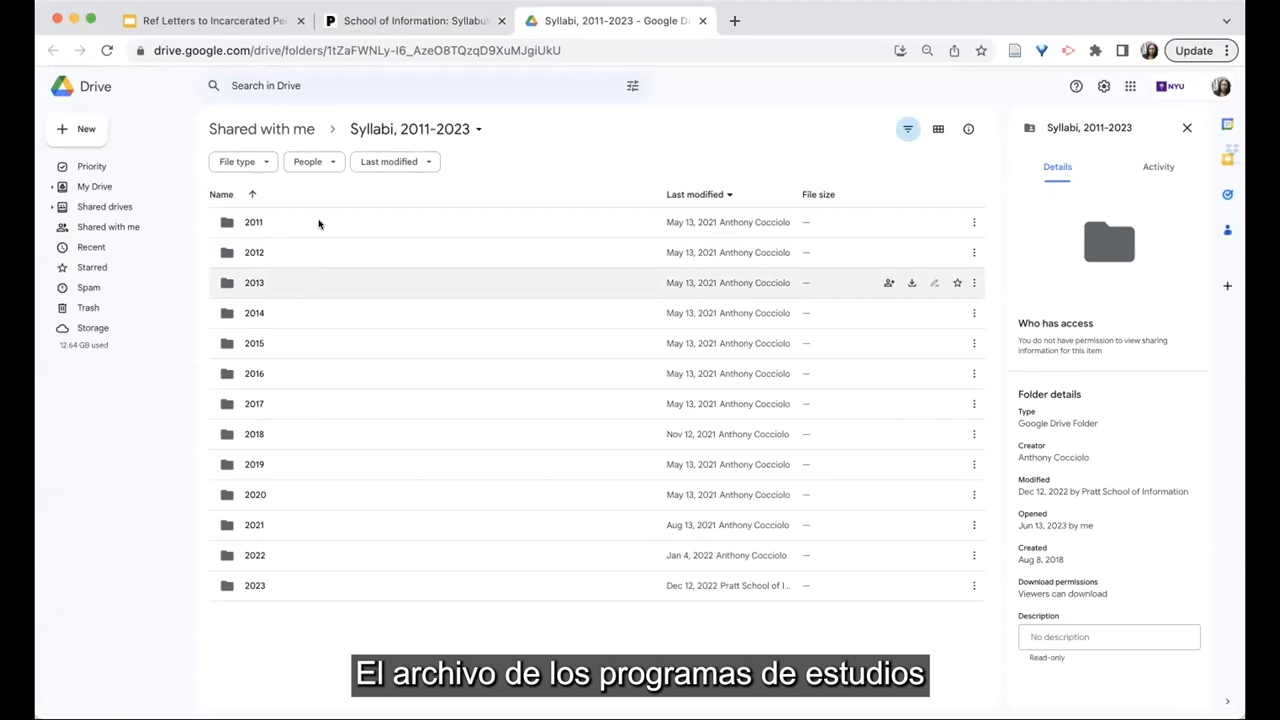 Ref Letters to Incarcerated Pe
School of Information: Syllabu
Syllabi, 2011-2023 - Google D
drive.google.com/drive/folders/1tZaFWNLy-I6_AzeO8TQzqD9XuMJgiUkU
Update
Drive
Search in Drive
NYU
New
Shared with me > Syllabi, 2011-2023
Syllabi, 2011-2023
File type
People
Last modified
Details
Activity
Priority
My Drive
Shared drives
Shared with me
Recent
Starred
Spam
Trash
Storage
12.64 GB used
Name
Last modified
File size
2011 May 13, 2021 Anthony Cocciolo —
2012 May 13, 2021 Anthony Cocciolo —
2013 May 13, 2021 Anthony Cocciolo —
2014 May 13, 2021 Anthony Cocciolo —
2015 May 13, 2021 Anthony Cocciolo —
2016 May 13, 2021 Anthony Cocciolo —
2017 May 13, 2021 Anthony Cocciolo —
2018 Nov 12, 2021 Anthony Cocciolo —
2019 May 13, 2021 Anthony Cocciolo —
2020 May 13, 2021 Anthony Cocciolo —
2021 Aug 13, 2021 Anthony Cocciolo —
2022 Jan 4, 2022 Anthony Cocciolo —
2023 Dec 12, 2022 Pratt School of I... —
Who has access
You do not have permission to view sharing
information for this item
Folder details
Type
Google Drive Folder
Creator
Anthony Cocciolo
Modified
Dec 12, 2022 by Pratt School of Information
Opened
Jun 13, 2023 by me
Created
Aug 8, 2018
Download permissions
Viewers can download
Description
No description
Read-only
El archivo de los programas de estudios